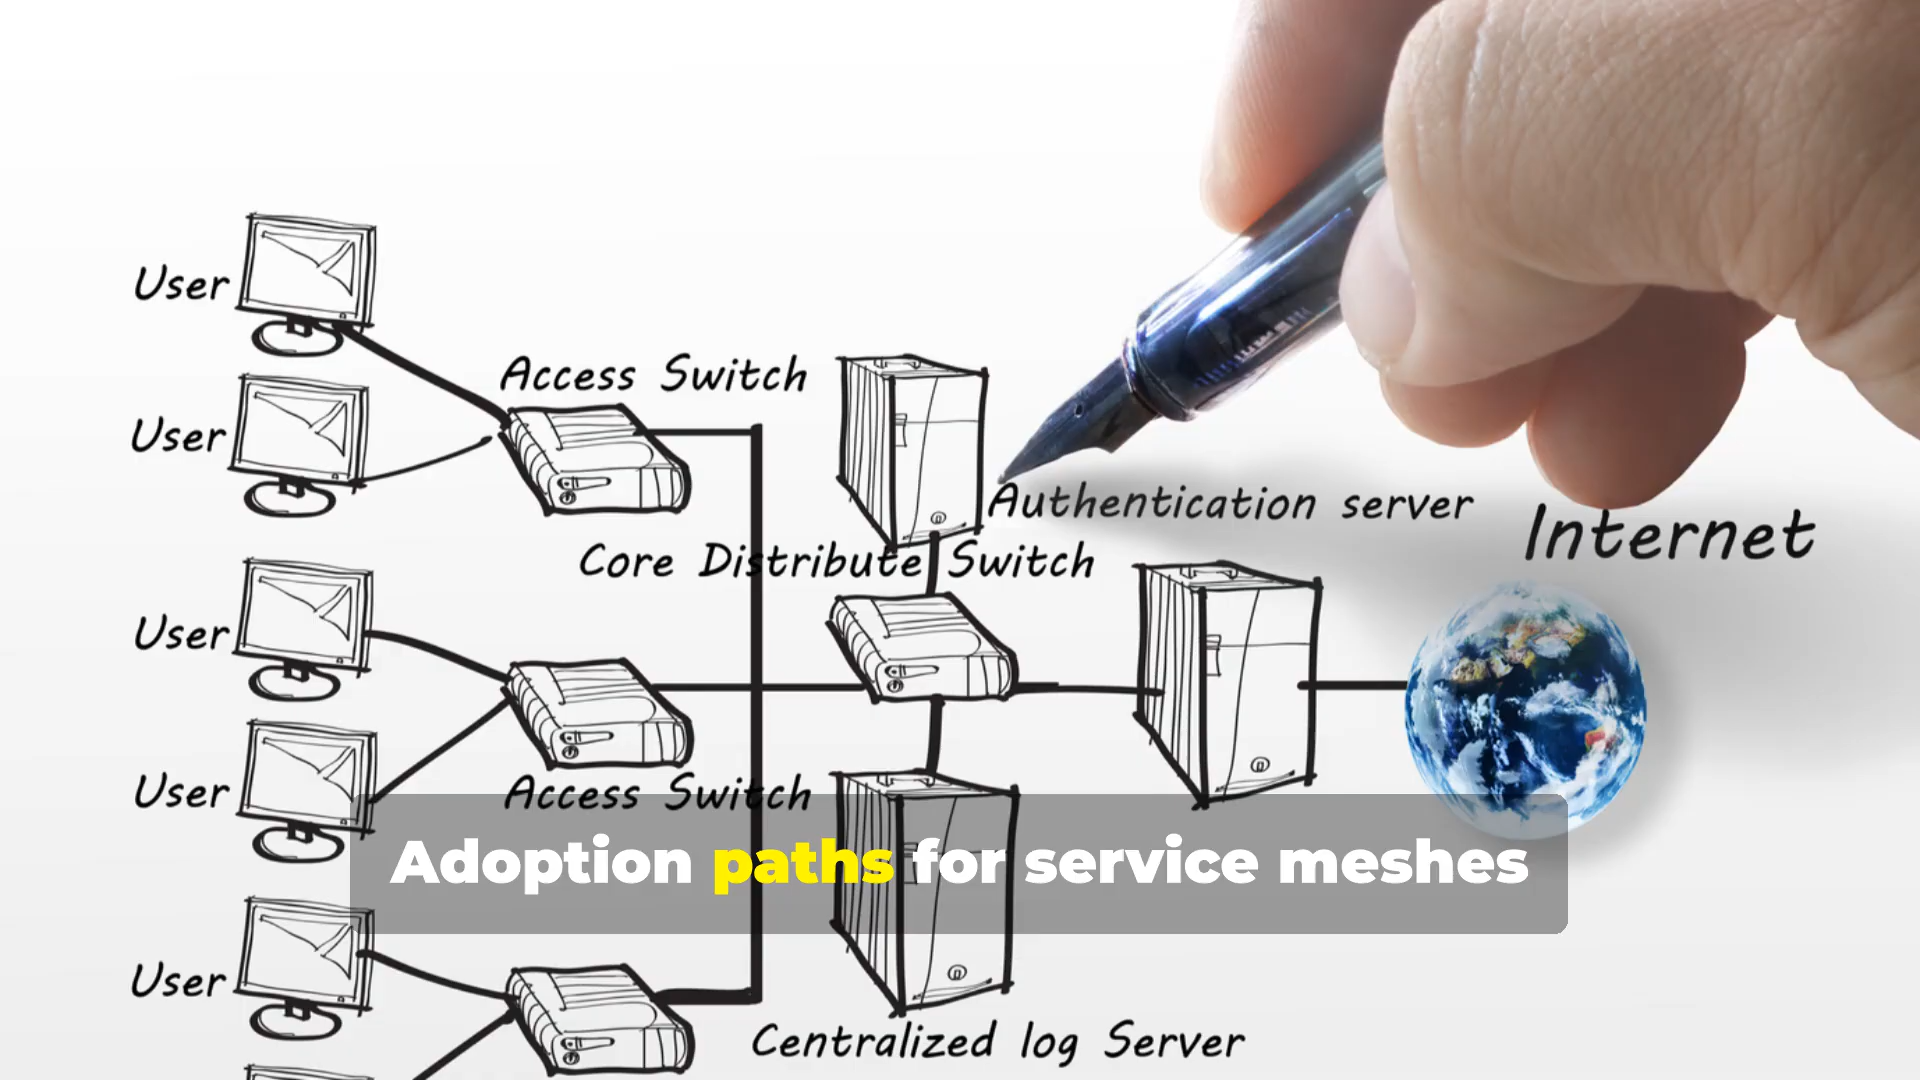 User
Access Switch
User
Authentication server
Internet
Core Distribute Switch
User
User
Access Switch
Adoption paths for service meshes
User
Centralized log Server